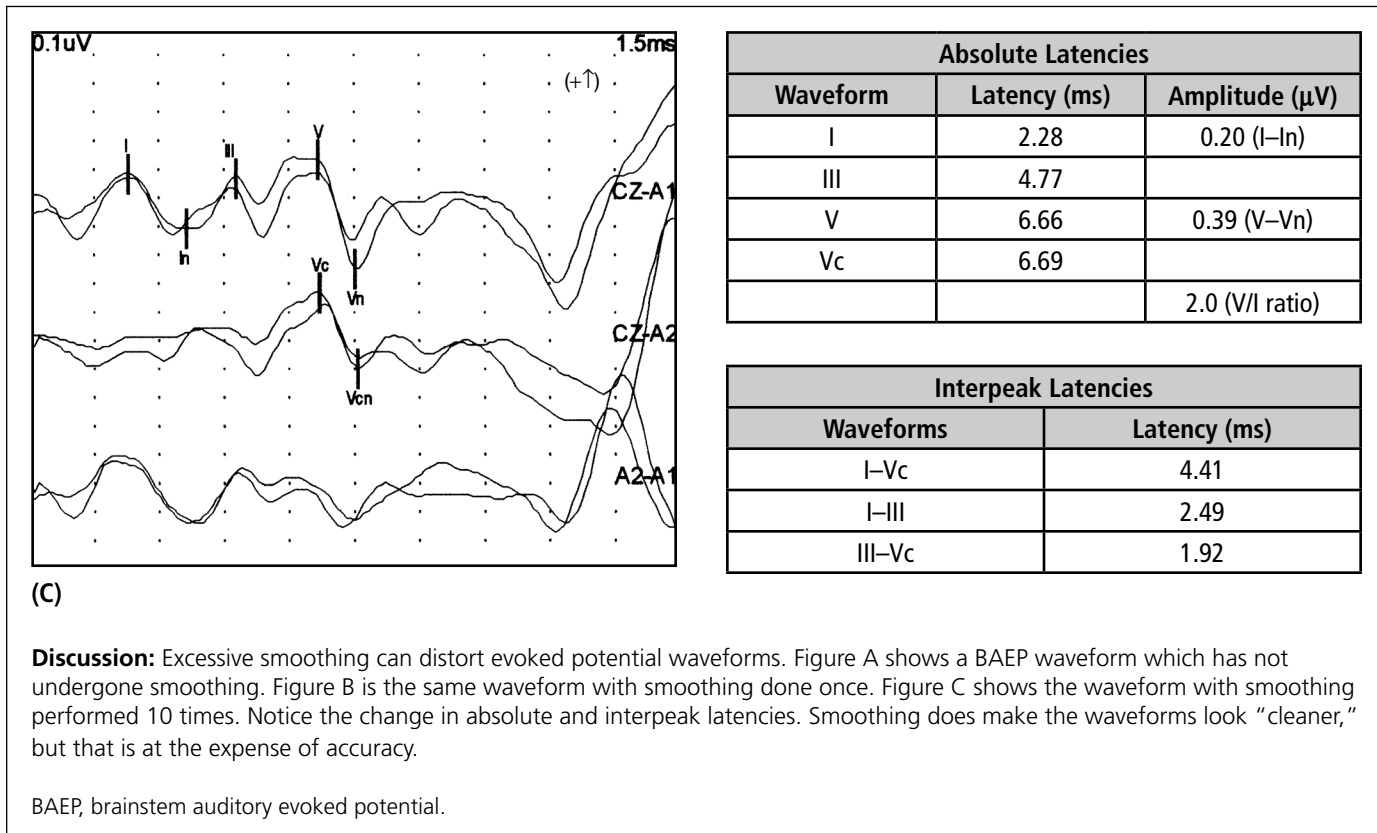 0.1uV 1.5ms
(+↑)
I III V
CZ-A1
In
Vc Vn
CZ-A2
Vcn
A2-A1
(C)
Absolute Latencies
Waveform Latency (ms) Amplitude (μV)
I 2.28 0.20 (I–In)
III 4.77
V 6.66 0.39 (V–Vn)
Vc 6.69
2.0 (V/I ratio)
Interpeak Latencies
Waveforms Latency (ms)
I–Vc 4.41
I–III 2.49
III–Vc 1.92
Discussion: Excessive smoothing can distort evoked potential waveforms. Figure A shows a BAEP waveform which has not
undergone smoothing. Figure B is the same waveform with smoothing done once. Figure C shows the waveform with smoothing
performed 10 times. Notice the change in absolute and interpeak latencies. Smoothing does make the waveforms look “cleaner,”
but that is at the expense of accuracy.
BAEP, brainstem auditory evoked potential.